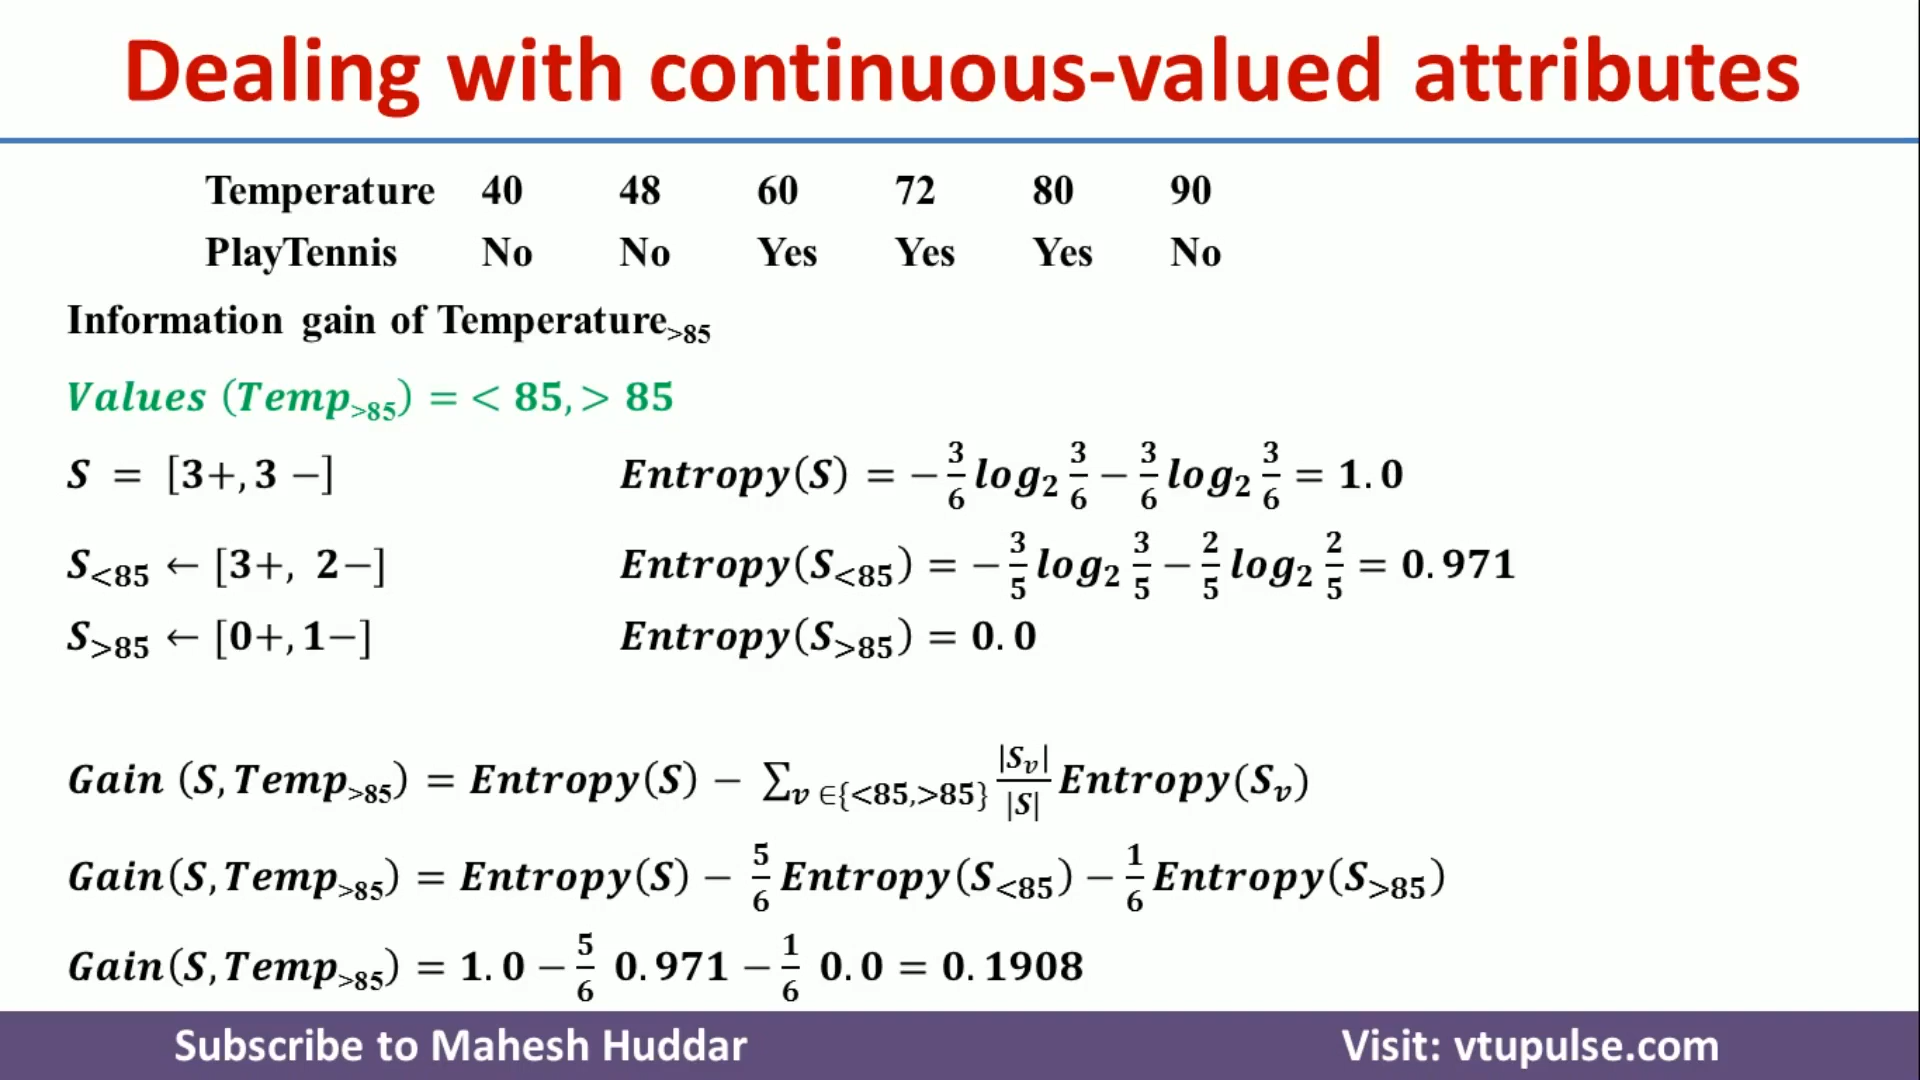 Dealing with continuous-valued attributes
Temperature 40 48 60 72 80 90
PlayTennis No No Yes Yes Yes No
Information gain of Temperature>85
Values (Temp>85) = < 85, > 85
S = [3+, 3 −] Entropy(S) = −3/6 log2 3/6 − 3/6 log2 3/6 = 1.0
S<85 ← [3+, 2−] Entropy(S<85) = −3/5 log2 3/5 − 2/5 log2 2/5 = 0.971
S>85 ← [0+, 1−] Entropy(S>85) = 0.0
Gain (S, Temp>85) = Entropy(S) − ∑v ∈{<85,>85} |Sv|/|S| Entropy(Sv)
Gain(S, Temp>85) = Entropy(S) − 5/6 Entropy(S<85) − 1/6 Entropy(S>85)
Gain(S, Temp>85) = 1.0 − 5/6 0.971 − 1/6 0.0 = 0.1908
Subscribe to Mahesh Huddar Visit: vtupulse.com